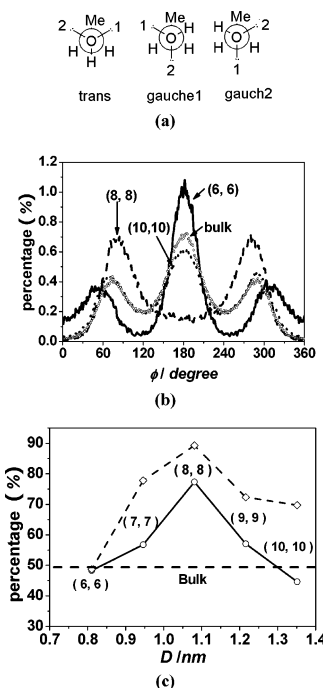 2 Me 1
O
H H
H
trans
1 Me H
O
H H
2
gauche1
H Me 2
O
H H
1
gauch2
(a)
percentage (%)
1.2
1.0
0.8
0.6
0.4
0.2
0.0
(8, 8)
(6, 6)
(10,10)
bulk
0 60 120 180 240 300 360
ϕ/ degree
(b)
percentage (%)
90
80
70
60
50
40
30
(6, 6)
(7, 7)
(8, 8)
(9, 9)
(10, 10)
Bulk
0.7 0.8 0.9 1.0 1.1 1.2 1.3 1.4
D /nm
(c)